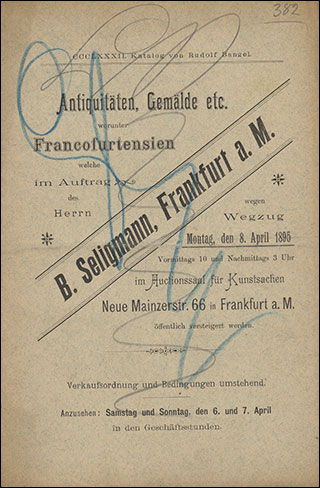 382
CCCLXXXII. Katalog von Rudolf Bangel.
Antiquitäten, Gemälde etc.
worunter
Francofurtensien
welche
im Auftrag
des
Herrn
B. Seligmann, Frankfurt a. M.
wegen
Wegzug
Montag, den 8. April 1895
Vormittags 10 und Nachmittags 3 Uhr
im Auctionssaal für Kunstsachen
Neue Mainzerstr. 66 in Frankfurt a. M.
öffentlich versteigert werden.
Verkaufsordnung und Bedingungen umstehend.
Anzusehen: Samstag und Sonntag, den 6. und 7. April
in den Geschäftsstunden.